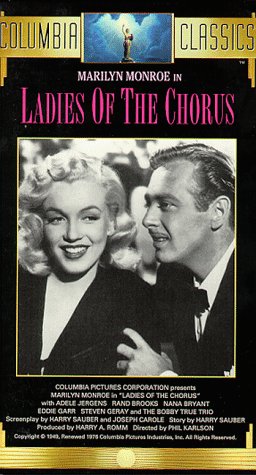 COLUMBIA CLASSICS
™
MARILYN MONROE IN
LADIES OF THE CHORUS
COLUMBIA PICTURES CORPORATION presents
MARILYN MONROE in "LADIES OF THE CHORUS"
with ADELE JERGENS RAND BROOKS NANA BRYANT
EDDIE GARR STEVEN GERAY and THE BOBBY TRUE TRIO
Screenplay by HARRY SAUBER and JOSEPH CAROLE Story by HARRY SAUBER
Produced by HARRY A. ROMM Directed by PHIL KARLSON
Copyright © 1949, Renewed 1976 Columbia Pictures Industries, Inc. All Rights Reserved.